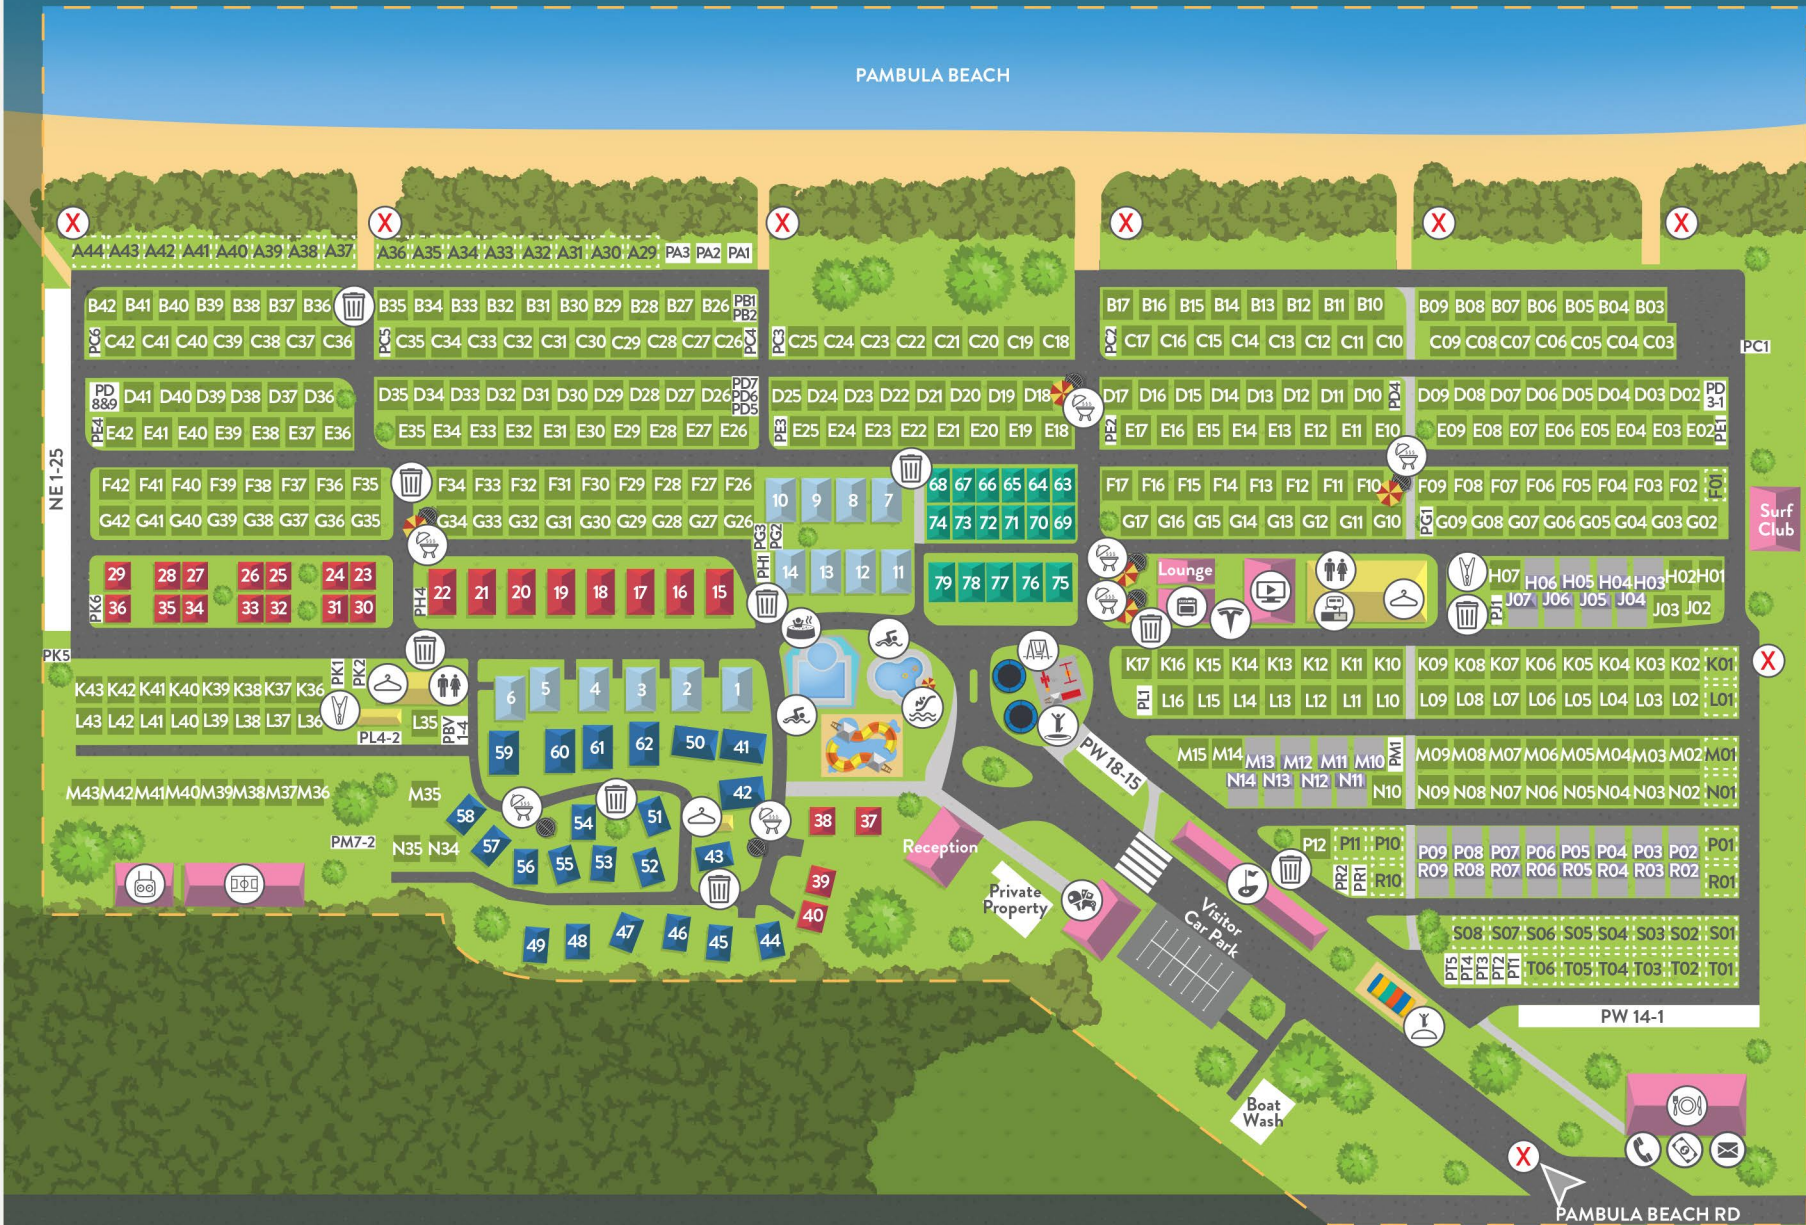 PAMBULA BEACH
X X X X X X
A44 A43 A42 A41 A40 A39 A38 A37 A36 A35 A34 A33 A32 A31 A30 A29 PA3 PA2 PA1
B42 B41 B40 B39 B38 B37 B36 B35 B34 B33 B32 B31 B30 B29 B28 B27 B26 PB1 B17 B16 B15 B14 B13 B12 B11 B10 B09 B08 B07 B06 B05 B04 B03
PB2
PC6 C42 C41 C40 C39 C38 C37 C36 PC5 C35 C34 C33 C32 C31 C30 C29 C28 C27 C26 PC4 PC3 C25 C24 C23 C22 C21 C20 C19 C18 PC2 C17 C16 C15 C14 C13 C12 C11 C10 C09 C08 C07 C06 C05 C04 C03 PC1
PD D41 D40 D39 D38 D37 D36 D35 D34 D33 D32 D31 D30 D29 D28 D27 D26 PD7 D25 D24 D23 D22 D21 D20 D19 D18 D17 D16 D15 D14 D13 D12 D11 D10 PD4 D09 D08 D07 D06 D05 D04 D03 D02 PD
8&9 PD6 3-1
PD5
PE4 E42 E41 E40 E39 E38 E37 E36 E35 E34 E33 E32 E31 E30 E29 E28 E27 E26 PE3 E25 E24 E23 E22 E21 E20 E19 E18 PE2 E17 E16 E15 E14 E13 E12 E11 E10 E09 E08 E07 E06 E05 E04 E03 E02 PE1
NE 1-25
F42 F41 F40 F39 F38 F37 F36 F35 F34 F33 F32 F31 F30 F29 F28 F27 F26 10 9 8 7 68 67 66 65 64 63 F17 F16 F15 F14 F13 F12 F11 F10 F09 F08 F07 F06 F05 F04 F03 F02 F01
G42 G41 G40 G39 G38 G37 G36 G35 G34 G33 G32 G31 G30 G29 G28 G27 G26 PG3 PG2 74 73 72 71 70 69 G17 G16 G15 G14 G13 G12 G11 G10 PG1 G09 G08 G07 G06 G05 G04 G03 G02
Surf
Club
29 28 27 26 25 24 23 PH4 22 21 20 19 18 17 16 15 PH1 14 13 12 11 79 78 77 76 75 Lounge H07 H06 H05 H04 H03 H02 H01
PK6 36 35 34 33 32 31 30 PJ1 J07 J06 J05 J04 J03 J02
PK5 X
K43 K42 K41 K40 K39 K38 K37 K36 PK1 PK2 6 5 4 3 2 1 K17 K16 K15 K14 K13 K12 K11 K10 K09 K08 K07 K06 K05 K04 K03 K02 K01
L43 L42 L41 L40 L39 L38 L37 L36 L35 PBV PL1 L16 L15 L14 L13 L12 L11 L10 L09 L08 L07 L06 L05 L04 L03 L02 L01
1-4
PL4-2
59 60 61 62 50 41
PW 18-15
M15 M14 M13 M12 M11 M10 PM1 M09 M08 M07 M06 M05 M04 M03 M02 M01
M43 M42 M41 M40 M39 M38 M37 M36 M35 42 N14 N13 N12 N11 N10 N09 N08 N07 N06 N05 N04 N03 N02 N01
58 54 51 38 37
PM7-2 N35 N34 57 56 55 53 52 43 Reception P12 P11 P10 P09 P08 P07 P06 P05 P04 P03 P02 P01
39 PR2 PR1 R10 R09 R08 R07 R06 R05 R04 R03 R02 R01
Private
Property
40
Visitor
Car Park
49 48 47 46 45 44 S08 S07 S06 S05 S04 S03 S02 S01
PT5 PT4 PT3 PT2 PT1 T06 T05 T04 T03 T02 T01
PW 14-1
Boat
Wash
X
PAMBULA BEACH RD